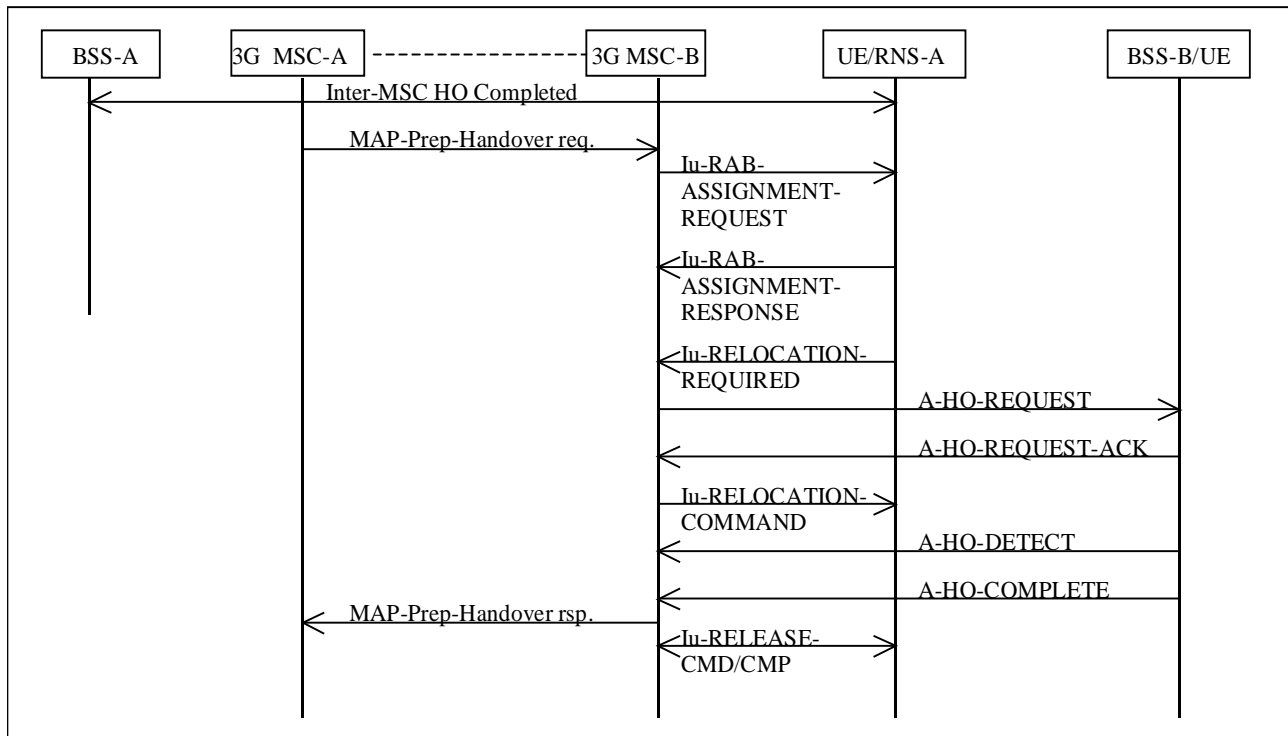 BSS-A
3G MSC-A
3G MSC-B
UE/RNS-A
BSS-B/UE
Inter-MSC HO Completed
MAP-Prep-Handover req.
Iu-RAB-
ASSIGNMENT-
REQUEST
Iu-RAB-
ASSIGNMENT-
RESPONSE
Iu-RELOCATION-
REQUIRED
A-HO-REQUEST
A-HO-REQUEST-ACK
Iu-RELOCATION-
COMMAND
A-HO-DETECT
A-HO-COMPLETE
MAP-Prep-Handover rsp.
Iu-RELEASE-
CMD/CMP